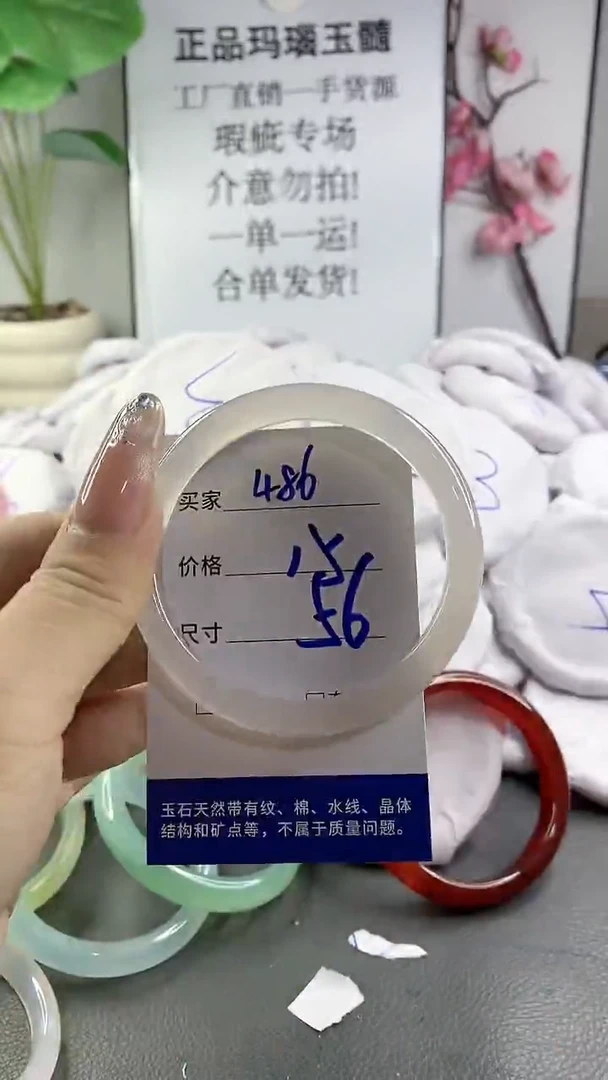 正品玛瑙玉髓
工厂直销一手货源
瑕疵专场
介意勿拍!
一单一运!
合单发货!
买家 486
价格 15
尺寸 56
玉石天然带有纹、棉、水线、晶体
结构和矿点等，不属于质量问题。